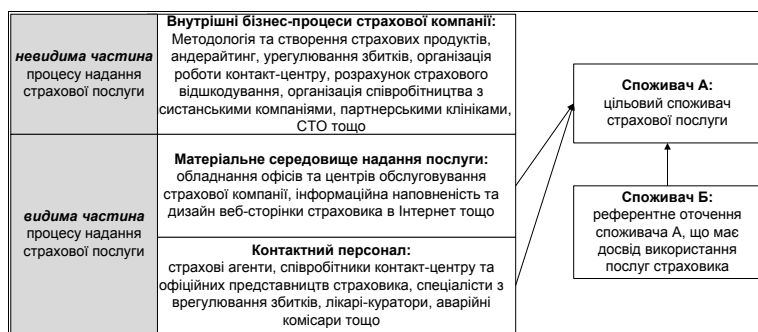 невидима частина
процесу надання
страхової послуги
Внутрішні бізнес-процеси страхової компанії:
Методологія та створення страхових продуктів,
андерайтинг, урегулювання збитків, організація
роботи контакт-центру, розрахунок страхового
відшкодування, організація співробітництва з
систанськими компаніями, партнерськими клініками,
СТО тощо
видима частина
процесу надання
страхової послуги
Матеріальне середовище надання послуги:
обладнання офісів та центрів обслуговування
страхової компанії, інформаційна наповненість та
дизайн веб-сторінки страховика в Інтернет тощо
Контактний персонал:
страхові агенти, співробітники контакт-центру та
офіційних представництв страховика, спеціалісти з
врегулювання збитків, лікарі-куратори, аварійні
комісари тощо
Споживач А:
цільовий споживач
страхової послуги
Споживач Б:
референтне оточення
споживача А, що має
досвід використання
послуг страховика